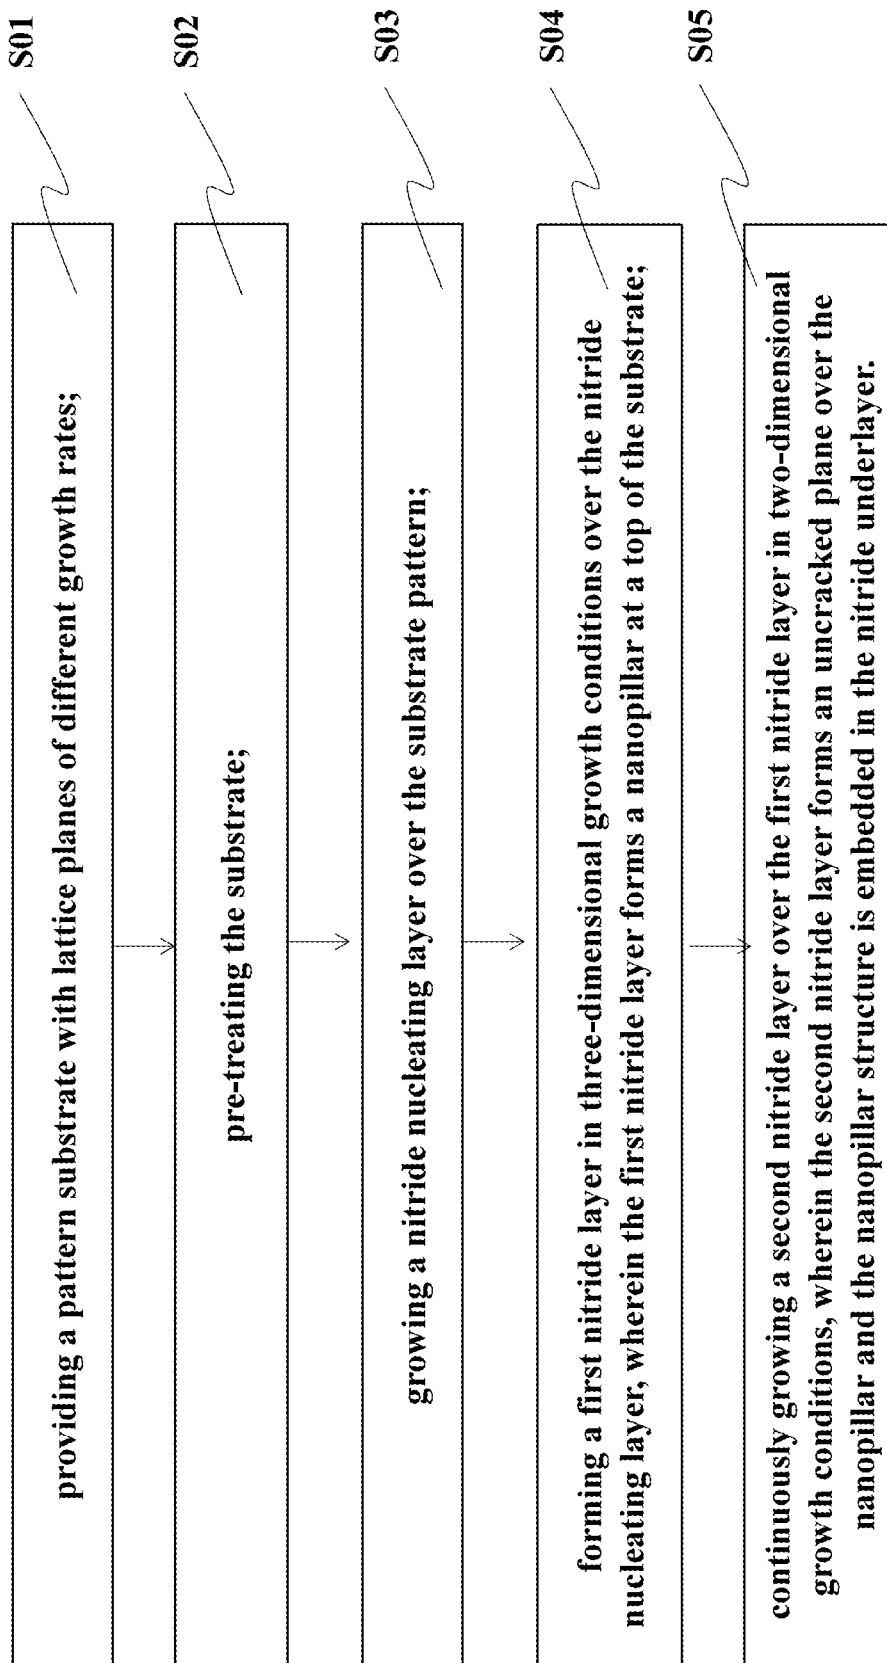 S01
providing a pattern substrate with lattice planes of different growth rates;
S02
pre-treating the substrate;
S03
growing a nitride nucleating layer over the substrate pattern;
S04
forming a first nitride layer in three-dimensional growth conditions over the nitride
nucleating layer, wherein the first nitride layer forms a nanopillar at a top of the substrate;
S05
continuously growing a second nitride layer over the first nitride layer in two-dimensional
growth conditions, wherein the second nitride layer forms an uncracked plane over the
nanopillar and the nanopillar structure is embedded in the nitride underlayer.